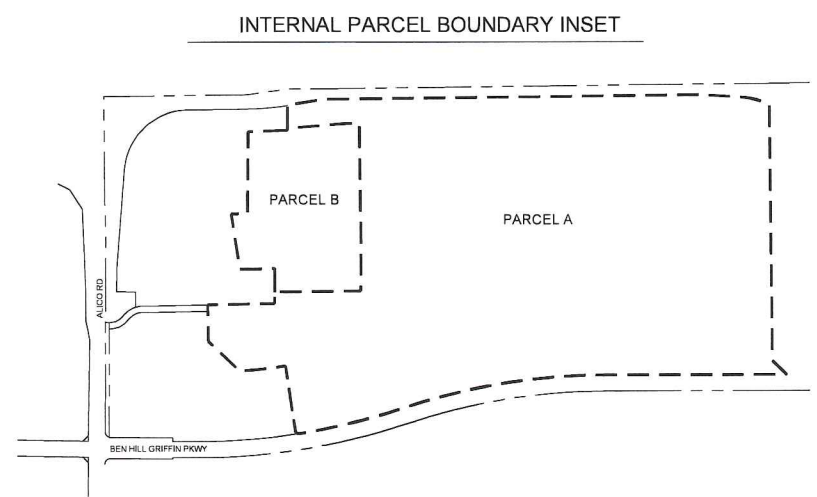 INTERNAL PARCEL BOUNDARY INSET
PARCEL B
PARCEL A
ALICO RD
BEN HILL GRIFFIN PKWY